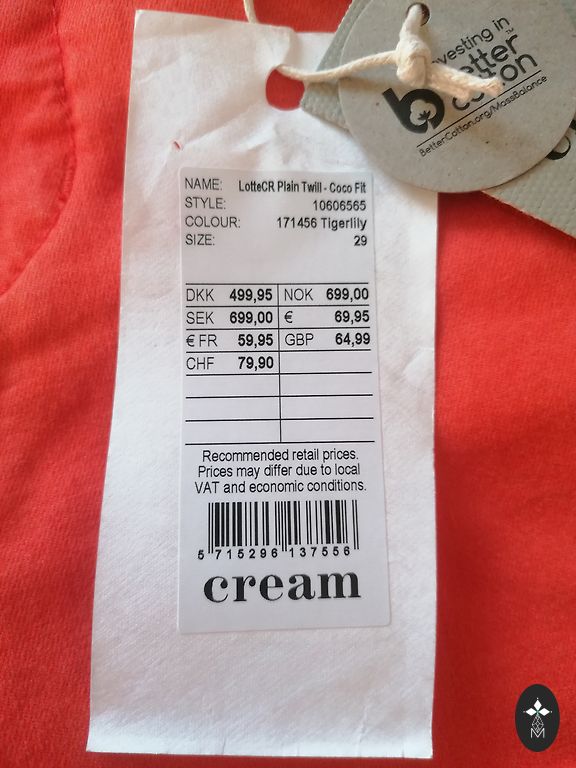 investing in
Better
Cotton™
BetterCotton.org/MassBalance
NAME: LotteCR Plain Twill - Coco Fit
STYLE: 10606565
COLOUR: 171456 Tigerlily
SIZE: 29
DKK 499,95 NOK 699,00
SEK 699,00 € 69,95
€ FR 59,95 GBP 64,99
CHF 79,90
Recommended retail prices.
Prices may differ due to local
VAT and economic conditions.
5 715296 137556
cream
M